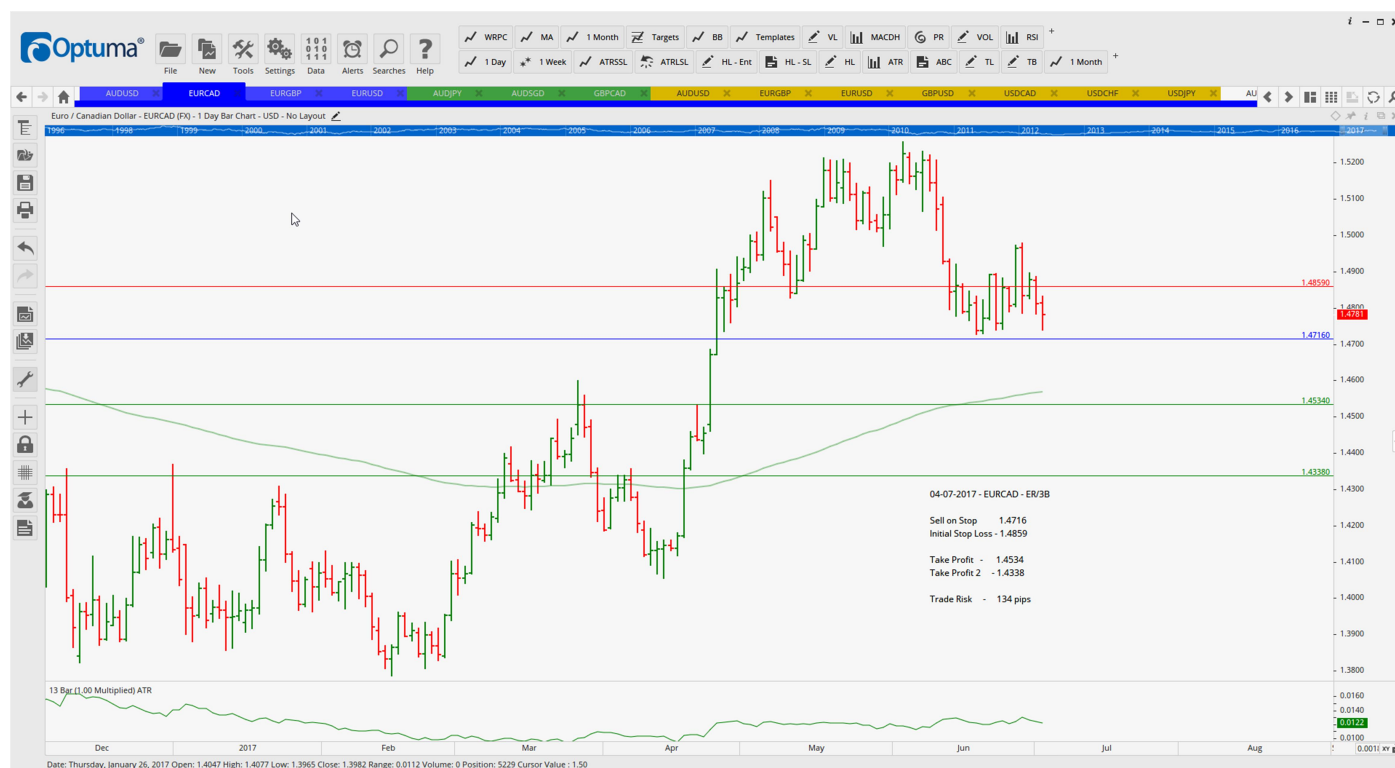 Optuma®
File New Tools Settings Data Alerts Searches Help
WRPC MA 1 Month Targets BB Templates VL MACDH PR VOL RSI +
1 Day 1 Week ATRSSL ATRLSL HL - Ent HL - SL HL ATR ABC TL TB 1 Month +
AUDUSD EURCAD EURGBP EURUSD AUDJPY AUDSGD GBPCAD AUDUSD EURGBP EURUSD GBPUSD USDCAD USDCHF USDJPY AU
Euro / Canadian Dollar - EURCAD (FX) - 1 Day Bar Chart - USD - No Layout
1996 1998 1999 2000 2001 2002 2003 2004 2005 2006 2007 2008 2009 2010 2011 2012 2013 2014 2015 2016 2017
1.5200
1.5100
1.5000
1.4900
1.48590
1.4800
1.4781
1.47160
1.4700
1.4600
1.45340
1.4500
1.4400
1.43380
1.4300
04-07-2017 - EURCAD - ER/3B
1.4200
Sell on Stop 1.4716
Initial Stop Loss - 1.4859
1.4100
Take Profit - 1.4534
Take Profit 2 - 1.4338
1.4000
Trade Risk - 134 pips
1.3900
1.3800
13 Bar (1.00 Multiplied) ATR
0.0160
0.0140
0.0122
0.0100
Dec 2017 Feb Mar Apr May Jun Jul Aug
XY
Date: Thursday, January 26, 2017 Open: 1.4047 High: 1.4077 Low: 1.3965 Close: 1.3982 Range: 0.0112 Volume: 0 Position: 5229 Cursor Value : 1.50